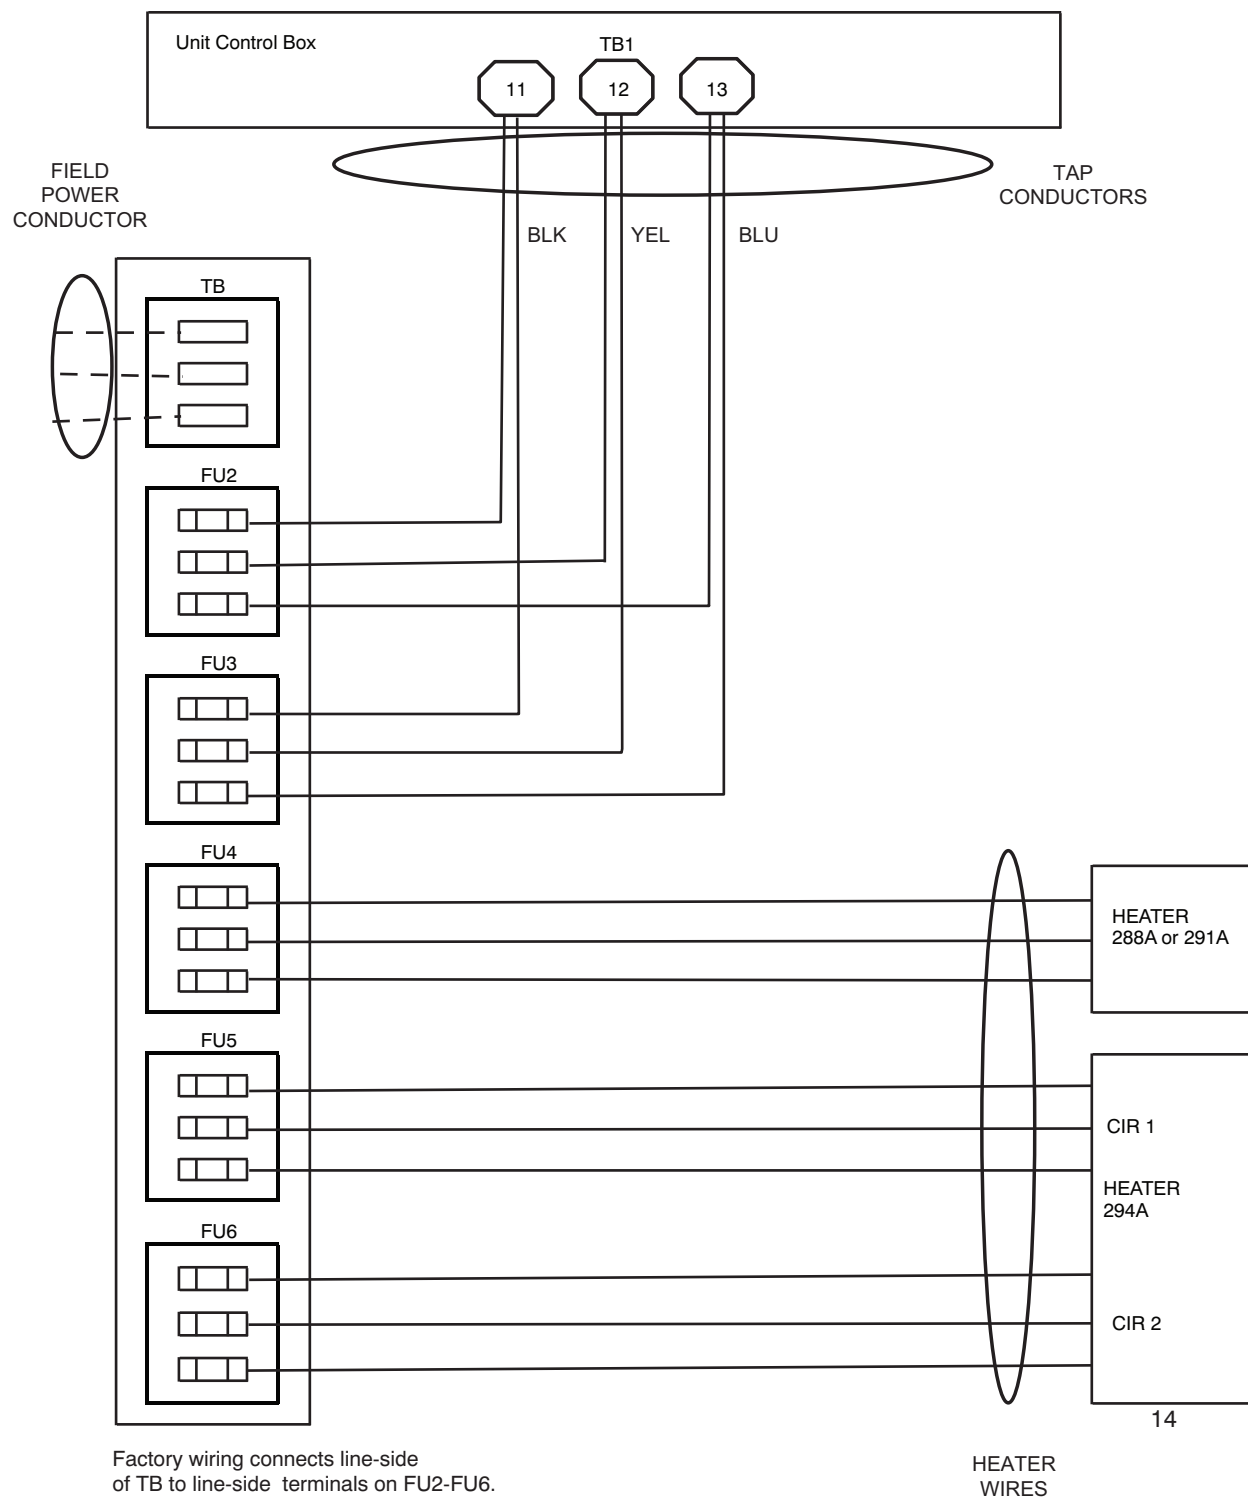 Unit Control Box
TB1
11
12
13
FIELD
POWER
CONDUCTOR
TAP
CONDUCTORS
BLK
YEL
BLU
TB
FU2
FU3
FU4
HEATER
288A or 291A
FU5
CIR 1
HEATER
294A
FU6
CIR 2
14
Factory wiring connects line-side
of TB to line-side terminals on FU2-FU6.
HEATER
WIRES